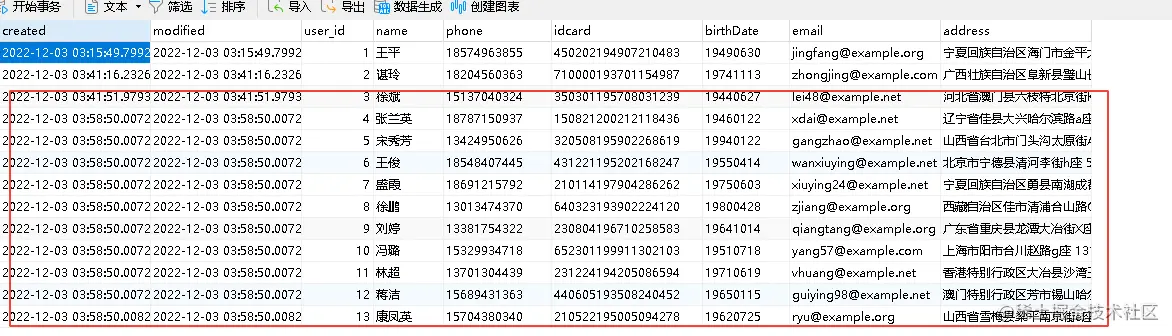 开始事务 文本 筛选 排序 导入 导出 数据生成 创建图表
created modified user_id name phone idcard birthDate email address
2022-12-03 03:15:49.7992 2022-12-03 03:15:49.7992 1 王平 18574963855 450202194907210483 19490630 jingfang@example.org 宁夏回族自治区海门市金平
2022-12-03 03:41:16.2326 2022-12-03 03:41:16.2326 2 谌玲 18204560363 710000193701154987 19741113 zhongjing@example.com 广西壮族自治区阜新县璧山
2022-12-03 03:41:51.9793 2022-12-03 03:41:51.9793 3 徐斌 15137040324 350301195708031239 19440627 lei48@example.net 河北省澳门县六枝特北京街
2022-12-03 03:58:50.0072 2022-12-03 03:58:50.0072 4 张兰英 18787150937 150821200212118436 19460122 xdai@example.com 辽宁省佳县大兴哈尔滨路a座
2022-12-03 03:58:50.0072 2022-12-03 03:58:50.0072 5 宋秀芳 13424950626 320508195902268619 19940122 gangzhao@example.net 山西省台北市门头沟太原街
2022-12-03 03:58:50.0072 2022-12-03 03:58:50.0072 6 王俊 18548407445 431221195202168247 19550414 wanxiuying@example.net 北京市宁德县清河李街h座 5
2022-12-03 03:58:50.0072 2022-12-03 03:58:50.0072 7 盛霞 18691215792 210114197904286262 19750603 xiuying24@example.net 宁夏回族自治区勇县南湖成
2022-12-03 03:58:50.0072 2022-12-03 03:58:50.0072 8 徐鹏 13013474370 640323193902224120 19800428 zjiang@example.org 西藏自治区佳市清浦合山路
2022-12-03 03:58:50.0072 2022-12-03 03:58:50.0072 9 刘婷 13381754322 230804196710258583 19641014 qiangtang@example.org 广东省重庆县龙潭大冶街
2022-12-03 03:58:50.0072 2022-12-03 03:58:50.0072 10 冯璐 15329934718 652301199911302103 19510718 yang57@example.com 上海市阳市合川赵路g座 13
2022-12-03 03:58:50.0072 2022-12-03 03:58:50.0072 11 林超 13701304439 231224194205086594 19710619 vhuang@example.net 香港特别行政区大冶县沙湾
2022-12-03 03:58:50.0072 2022-12-03 03:58:50.0072 12 蒋洁 15689431363 440605193508240452 19650115 guiying98@example.net 澳门特别行政区芳市锡山哈
2022-12-03 03:58:50.0082 2022-12-03 03:58:50.0082 13 康凤英 15704380340 210522195005094278 19620725 ryu@example.org 山西省雪梅县梁平南京街
@稀土掘金技术社区